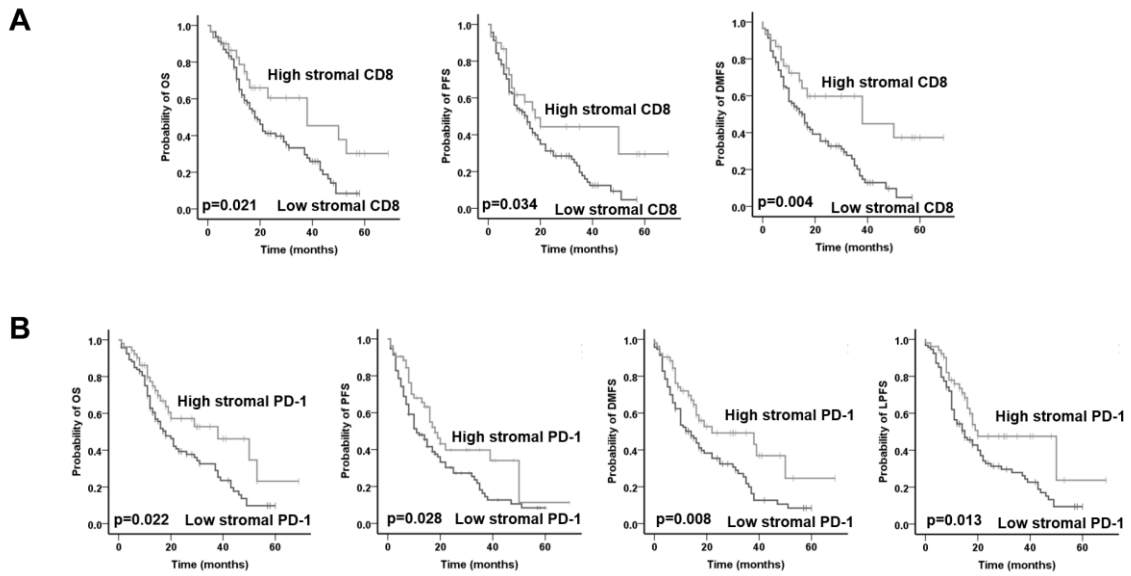 A
Probability of OS
1.0
0.8
0.6
0.4
0.2
0.0
High stromal CD8
p=0.021
Low stromal CD8
0
20
40
60
Time (months)
Probability of PFS
1.0
0.8
0.6
0.4
0.2
0.0
High stromal CD8
p=0.034
Low stromal CD8
0
20
40
60
Time (months)
Probability of DMFS
1.0
0.8
0.6
0.4
0.2
0.0
High stromal CD8
p=0.004
Low stromal CD8
0
20
40
60
Time (months)
B
Probability of OS
1.0
0.8
0.6
0.4
0.2
0.0
High stromal PD-1
p=0.022
Low stromal PD-1
0
20
40
60
Time (months)
Probability of PFS
1.0
0.8
0.6
0.4
0.2
0.0
High stromal PD-1
p=0.028
Low stromal PD-1
0
20
40
60
Time (months)
Probability of DMFS
1.0
0.8
0.6
0.4
0.2
0.0
High stromal PD-1
p=0.008
Low stromal PD-1
0
20
40
60
Time (months)
Probability of LPFS
1.0
0.8
0.6
0.4
0.2
0.0
High stromal PD-1
p=0.013
Low stromal PD-1
0
20
40
60
Time (months)